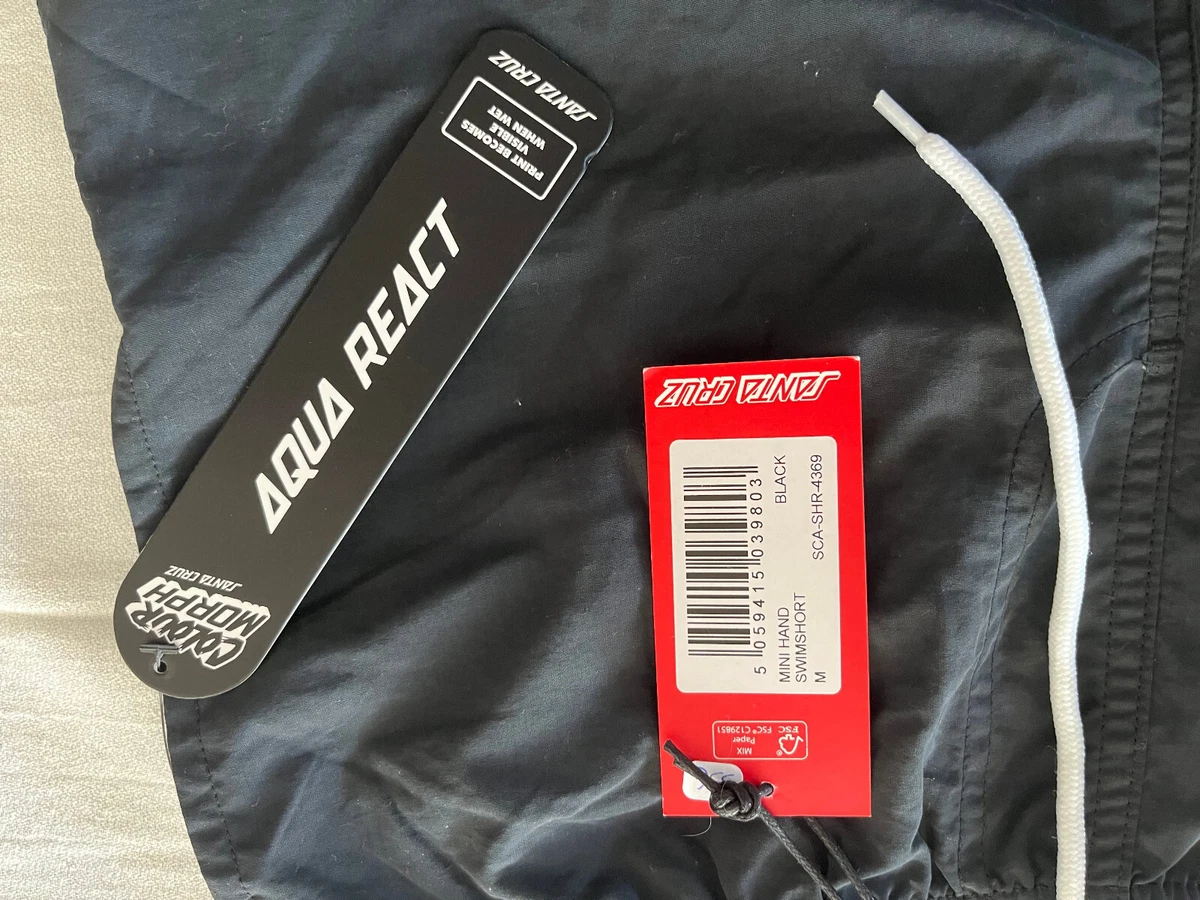 SANTA CRUZ
PRINT BECOMES
VISIBLE
WHEN WET
AQUA REACT
COLOUR
MORPH
SANTA CRUZ
SANTA CRUZ
5 059415 039803
MINI HAND
SWIMSHORT
M
BLACK
SCA-SHR-4369
FSC
MIX
Paper
FSC® C129851